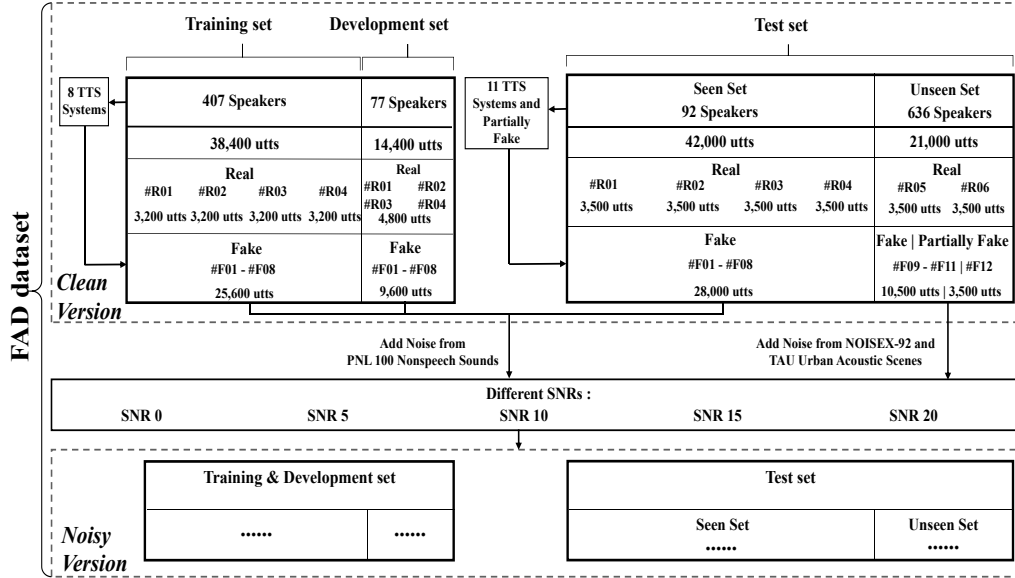 Training set
Development set
Test set
8 TTS
Systems
407 Speakers
77 Speakers
11 TTS
Systems and
Partially
Fake
Seen Set
92 Speakers
Unseen Set
636 Speakers
38,400 utts
14,400 utts
42,000 utts
21,000 utts
Real
#R01 #R02 #R03 #R04
3,200 utts 3,200 utts 3,200 utts 3,200 utts
Real
#R01 #R02
#R03 #R04
4,800 utts
Real
#R01 #R02 #R03 #R04
3,500 utts 3,500 utts 3,500 utts 3,500 utts
Real
#R05 #R06
3,500 utts 3,500 utts
Fake
#F01 - #F08
25,600 utts
Fake
#F01 - #F08
9,600 utts
Fake
#F01 - #F08
28,000 utts
Fake | Partially Fake
#F09 - #F11 | #F12
10,500 utts | 3,500 utts
FAD dataset
Clean
Version
Add Noise from
PNL 100 Nonspeech Sounds
Add Noise from NOISEX-92 and
TAU Urban Acoustic Scenes
Different SNRs :
SNR 0 SNR 5 SNR 10 SNR 15 SNR 20
Noisy
Version
Training & Development set
......
......
Test set
Seen Set
......
Unseen Set
......